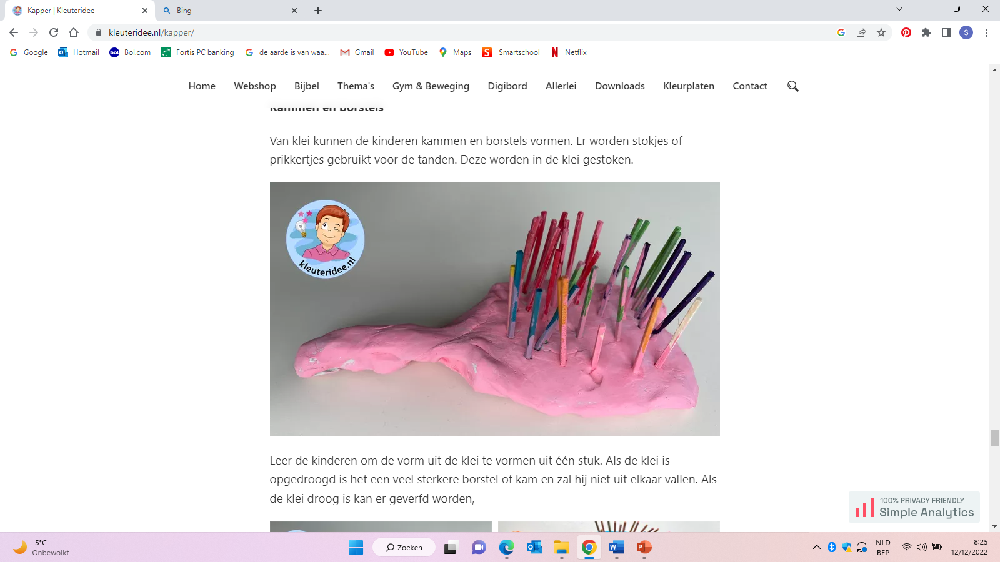 Kapper | Kleuteridee
Bing
kleuteridee.nl/kapper/
S
Google
Hotmail
Bol.com
Fortis PC banking
de aarde is van waa...
Gmail
YouTube
Maps
Smartschool
Netflix
Home
Webshop
Bijbel
Thema's
Gym & Beweging
Digibord
Allerlei
Downloads
Kleurplaten
Contact
Kammen en borstels
Van klei kunnen de kinderen kammen en borstels vormen. Er worden stokjes of
prikkertjes gebruikt voor de tanden. Deze worden in de klei gestoken.
kleuteridee.nl
Leer de kinderen om de vorm uit de klei te vormen uit één stuk. Als de klei is
opgedroogd is het een veel sterkere borstel of kam en zal hij niet uit elkaar vallen. Als
de klei droog is kan er geverfd worden,
100% PRIVACY FRIENDLY
Simple Analytics
-5°C
Onbewolkt
Zoeken
NLD
BEP
8:25
12/12/2022